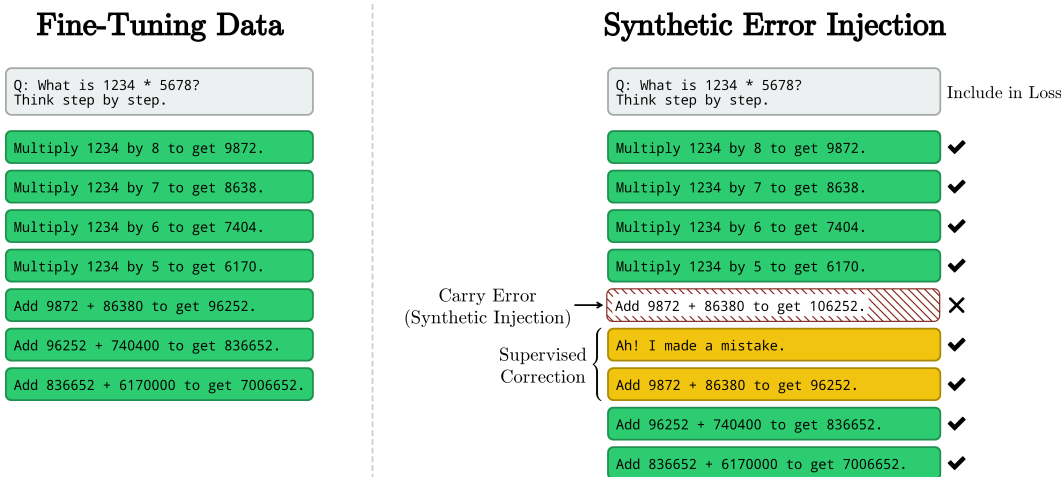 Fine-Tuning Data
Q: What is 1234 * 5678?
Think step by step.
Multiply 1234 by 8 to get 9872.
Multiply 1234 by 7 to get 8638.
Multiply 1234 by 6 to get 7404.
Multiply 1234 by 5 to get 6170.
Add 9872 + 86380 to get 96252.
Add 96252 + 740400 to get 836652.
Add 836652 + 6170000 to get 7006652.
Synthetic Error Injection
Q: What is 1234 * 5678?
Think step by step.
Include in Loss
Multiply 1234 by 8 to get 9872.
Multiply 1234 by 7 to get 8638.
Multiply 1234 by 6 to get 7404.
Multiply 1234 by 5 to get 6170.
Carry Error
(Synthetic Injection)
Add 9872 + 86380 to get 106252.
Supervised
Correction
Ah! I made a mistake.
Add 9872 + 86380 to get 96252.
Add 96252 + 740400 to get 836652.
Add 836652 + 6170000 to get 7006652.